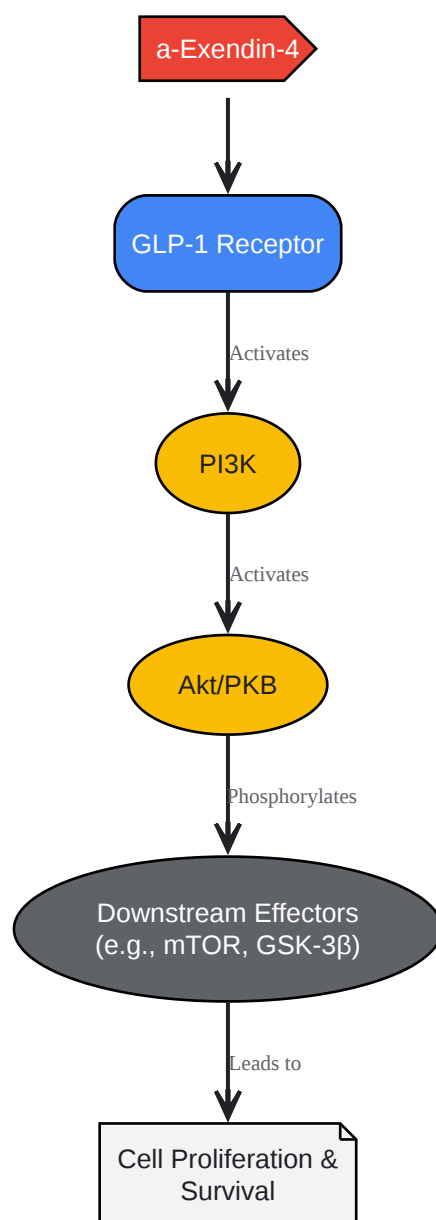 a-Exendin-4
GLP-1 Receptor
Activates
PI3K
Activates
Akt/PKB
Phosphorylates
Downstream Effectors
(e.g., mTOR, GSK-3β)
Leads to
Cell Proliferation &
Survival